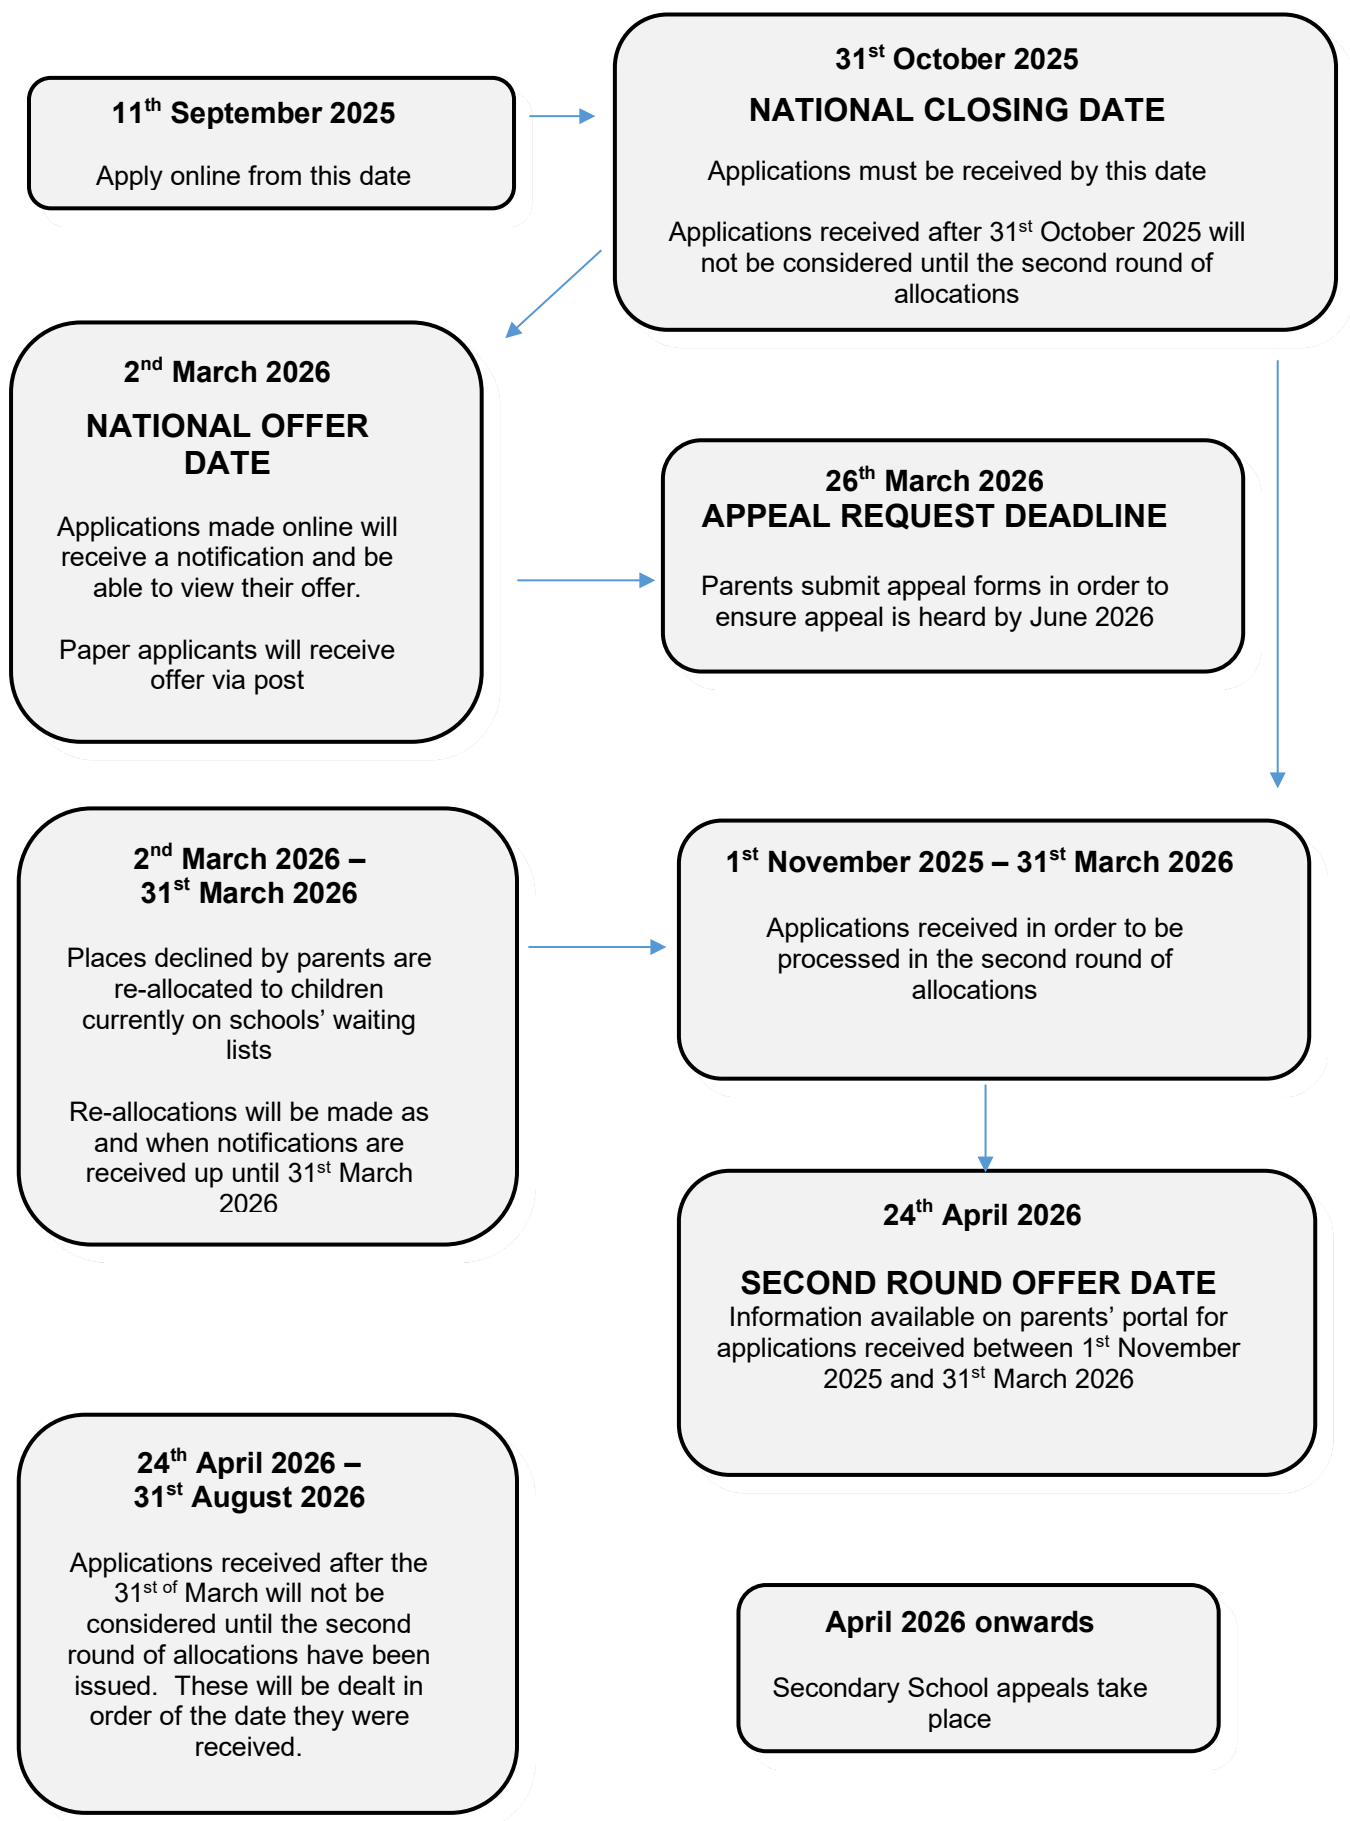 11th September 2025
Apply online from this date
31st October 2025
NATIONAL CLOSING DATE
Applications must be received by this date
Applications received after 31st October 2025 will
not be considered until the second round of
allocations
2nd March 2026
NATIONAL OFFER
DATE
Applications made online will
receive a notification and be
able to view their offer.
Paper applicants will receive
offer via post
26th March 2026
APPEAL REQUEST DEADLINE
Parents submit appeal forms in order to
ensure appeal is heard by June 2026
2nd March 2026 –
31st March 2026
Places declined by parents are
re-allocated to children
currently on schools’ waiting
lists
Re-allocations will be made as
and when notifications are
received up until 31st March
2026
1st November 2025 – 31st March 2026
Applications received in order to be
processed in the second round of
allocations
24th April 2026
SECOND ROUND OFFER DATE
Information available on parents’ portal for
applications received between 1st November
2025 and 31st March 2026
24th April 2026 –
31st August 2026
Applications received after the
31st of March will not be
considered until the second
round of allocations have been
issued.  These will be dealt in
order of the date they were
received.
April 2026 onwards
Secondary School appeals take
place